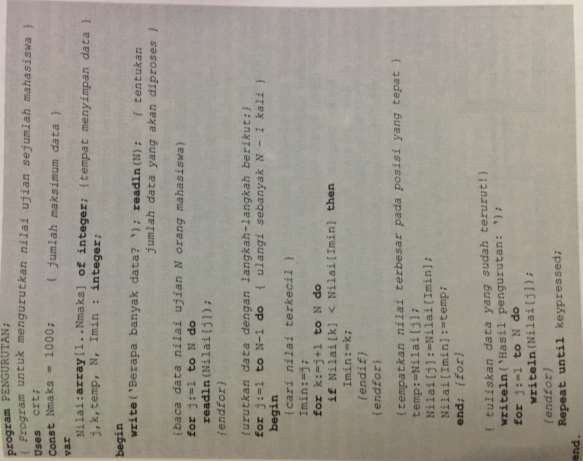 program PENGURUTAN;
{ Program untuk mengurutkan nilai ujian sejumlah mahasiswa }
Uses crt;
Const Nmaks = 1000; { jumlah maksimum data }
var
Nilai:array[1..Nmaks] of integer; {tempat menyimpan data }
j,k,temp, N, Imin : integer;
begin
write('Berapa banyak data? '); readln(N); { tentukan
jumlah data yang akan diproses }
{baca data nilai ujian N orang mahasiswa}
for j:=1 to N do
readln(Nilai[j]);
{endfor}
{urutkan data dengan langkah-langkah berikut:}
for j:=1 to N-1 do { ulangi sebanyak N - 1 kali }
begin
{cari nilai terkecil }
Imin:=j;
for k:=j+1 to N do
if Nilai[k] < Nilai[Imin] then
Imin:=k;
{endif}
{endfor}
{tempatkan nilai terbesar pada posisi yang tepat }
temp:=Nilai[j];
Nilai[j]:=Nilai[Imin];
Nilai[Imin]:=temp;
end; {for}
{ tuliskan data yang sudah terurut!}
writeln('Hasil pengurutan: ');
for j:=1 to N do
writeln(Nilai[j]);
{endfor}
Repeat until keypressed;
end.